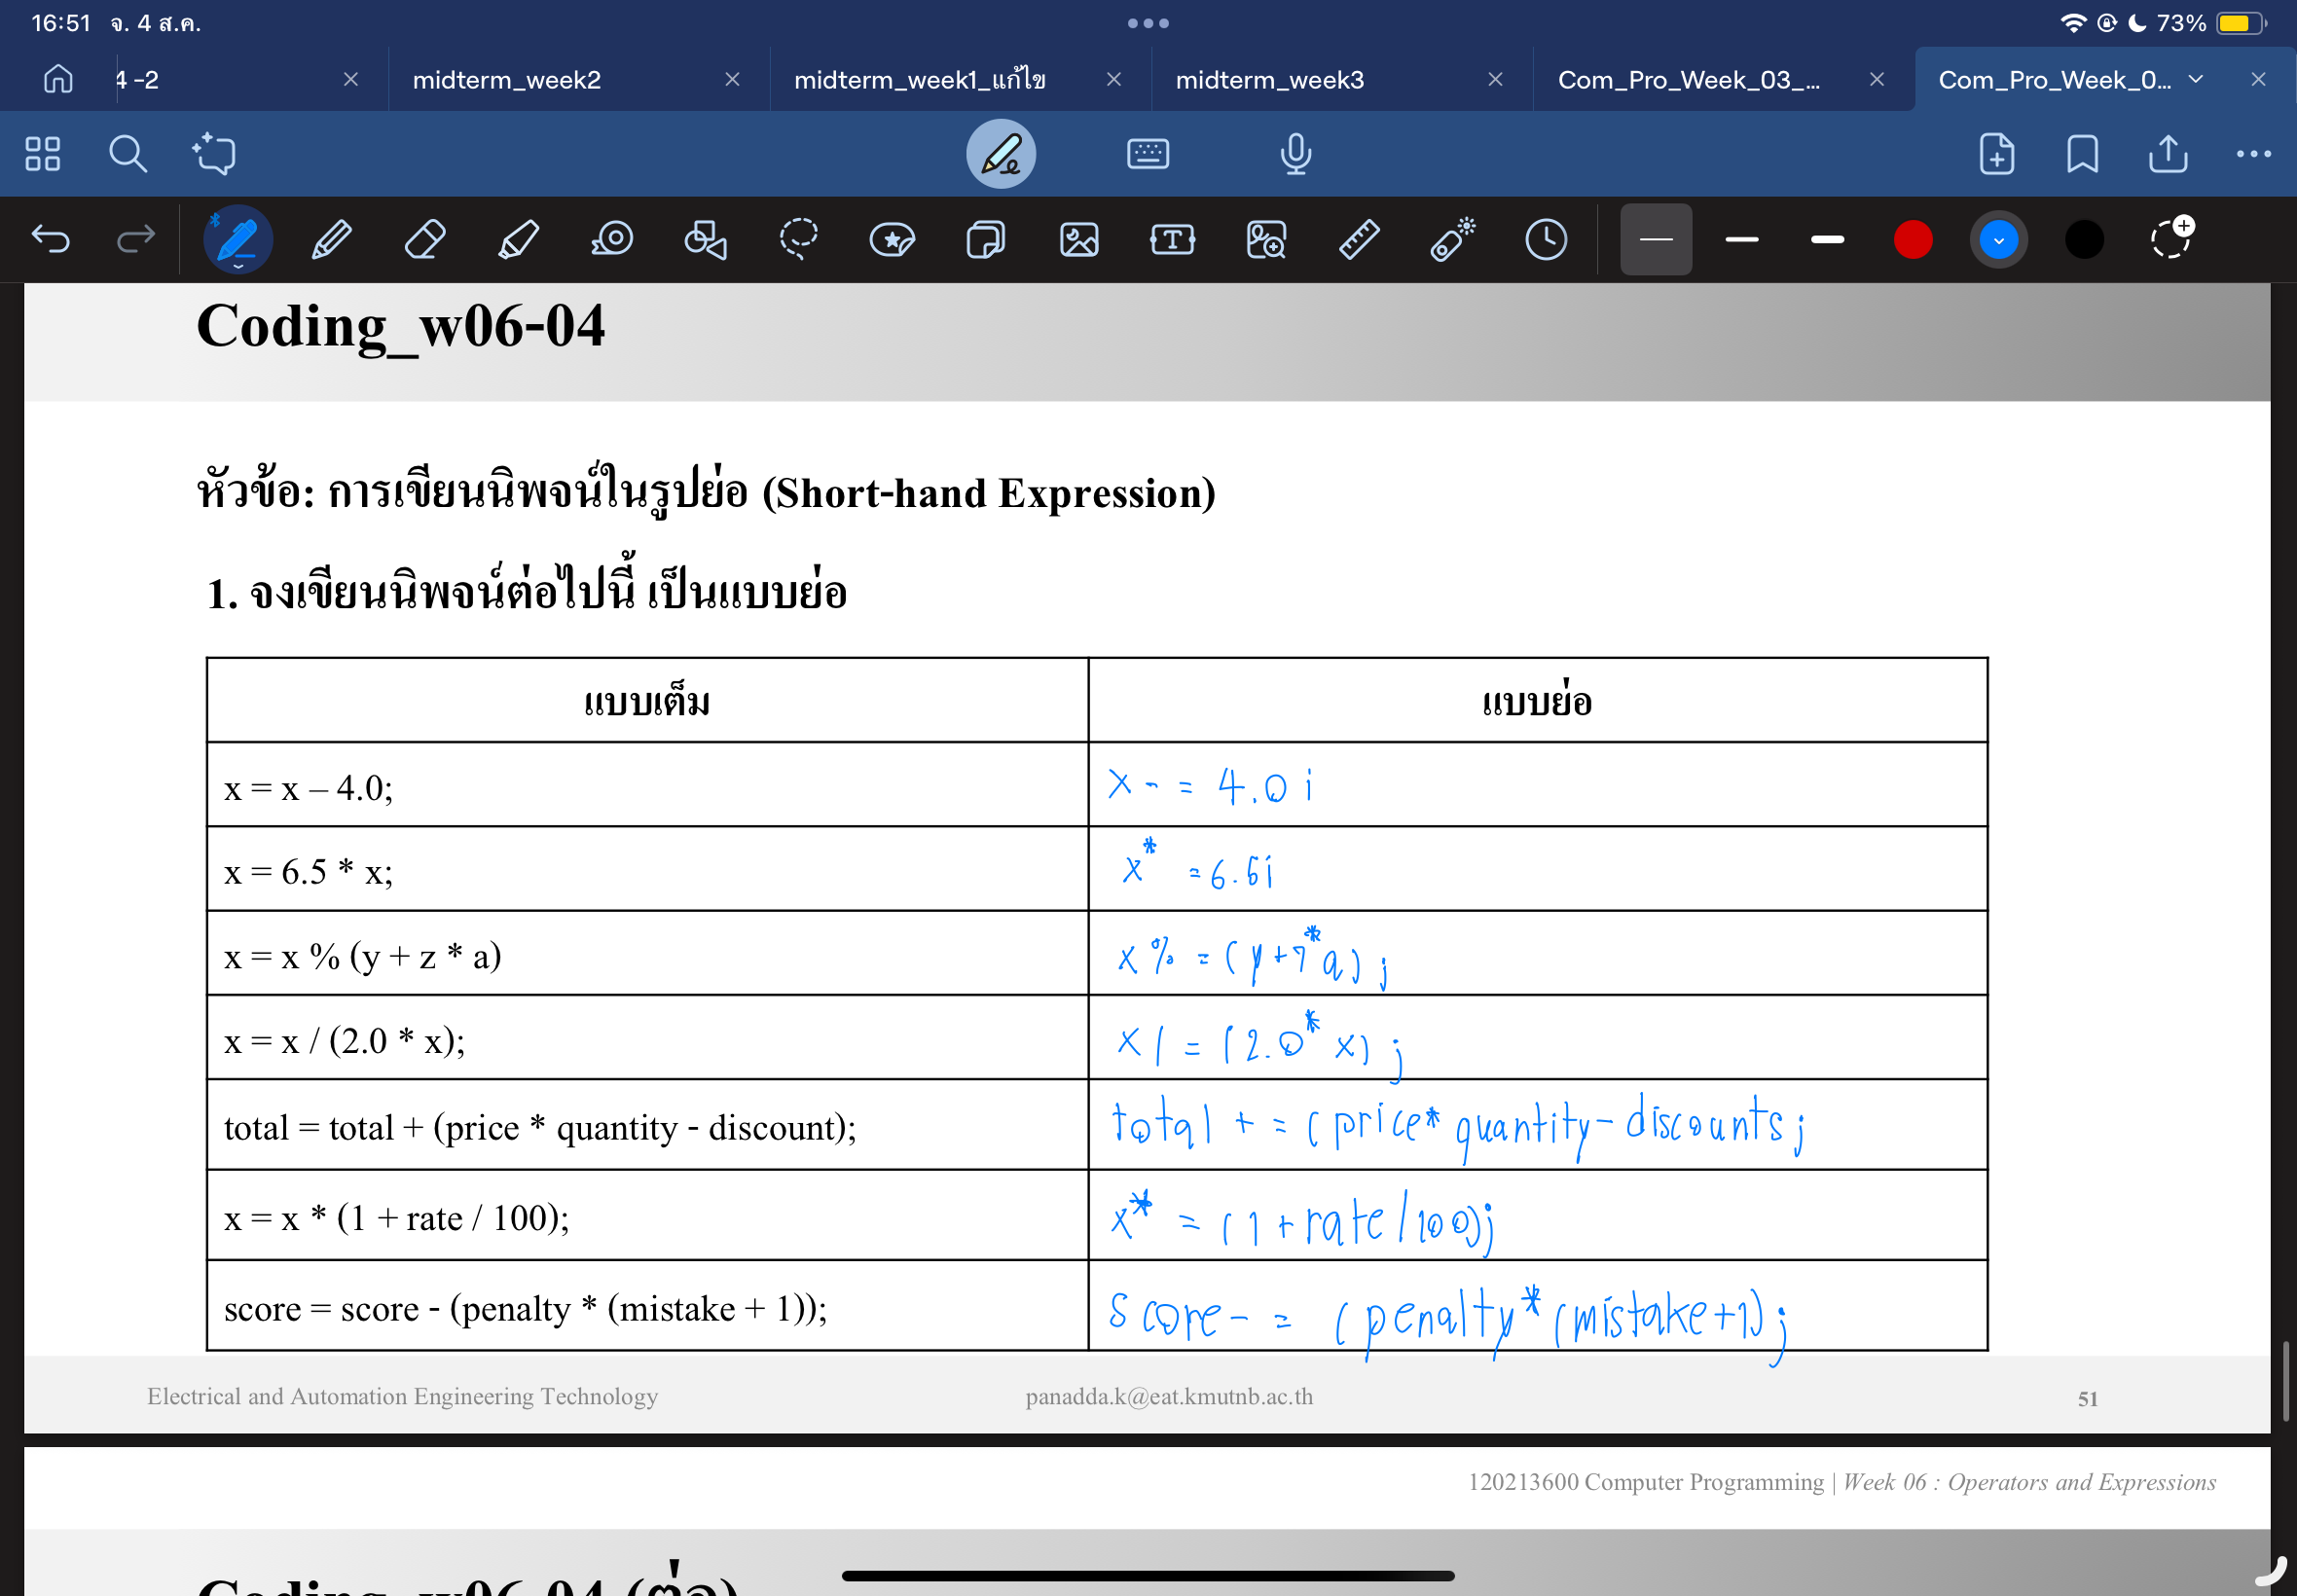 16:51 จ. 4 ส.ค.
73%
4 -2
midterm_week2
midterm_week1_แก้ไข
midterm_week3
Com_Pro_Week_03_...
Com_Pro_Week_0...
Coding_w06-04
หัวข้อ: การเขียนนิพจน์ในรูปย่อ (Short-hand Expression)
1. จงเขียนนิพจน์ต่อไปนี้ เป็นแบบย่อ
แบบเต็ม แบบย่อ
x = x – 4.0; x - = 4.0 ;
x = 6.5 * x; x * = 6.5;
x = x % (y + z * a) x % = (y+z*a) ;
x = x / (2.0 * x); x / = (2.0* x) ;
total = total + (price * quantity - discount); total + = (price* quantity - discounts;
x = x * (1 + rate / 100); x* = (1 + rate /100);
score = score - (penalty * (mistake + 1)); score - = (penalty* (mistake+1);
Electrical and Automation Engineering Technology panadda.k@eat.kmutnb.ac.th 51
120213600 Computer Programming | Week 06 : Operators and Expressions
Coding_w06-04 (ต่อ)